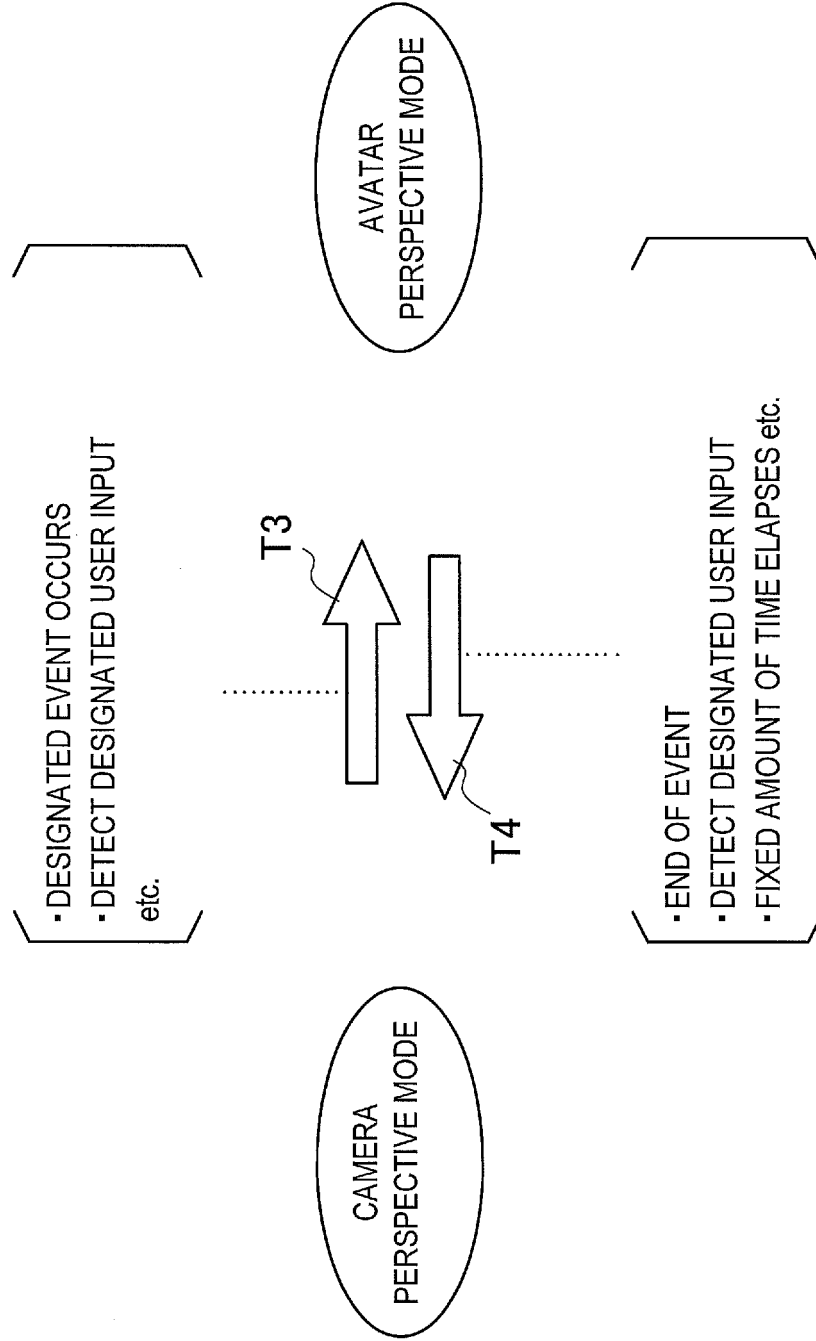 ・DESIGNATED EVENT OCCURS
・DETECT DESIGNATED USER INPUT
etc.
CAMERA
PERSPECTIVE MODE
T3
T4
AVATAR
PERSPECTIVE MODE
・END OF EVENT
・DETECT DESIGNATED USER INPUT
・FIXED AMOUNT OF TIME ELAPSES etc.